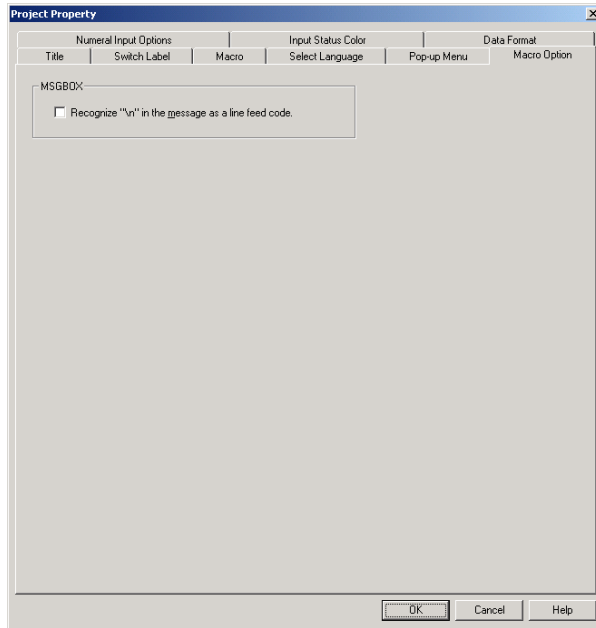 Project Property
Numeral Input Options Input Status Color Data Format
Title Switch Label Macro Select Language Pop-up Menu Macro Option
MSGBOX
Recognize "\n" in the message as a line feed code.
OK Cancel Help